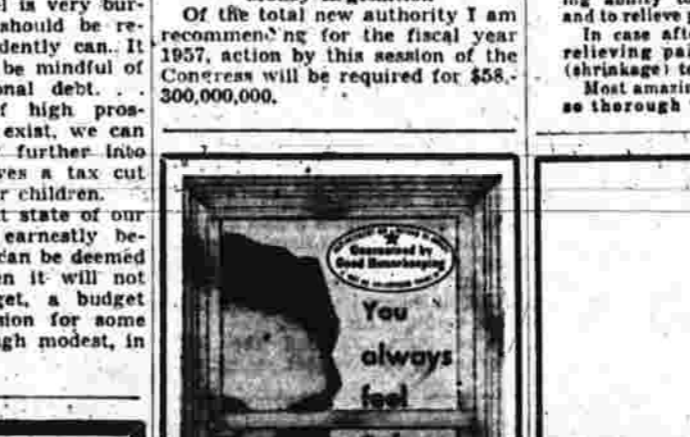 el is very bur-
should be re-
dently can. It
be mindful of
onal debt. . .
f high pros-
exist, we can
further into
ves a tax cut
r children.
t state of our
earnestly be-
can be deemed
en it will not
get, a budget
sion for some
gh modest, in
Of the total new authority I am
recommending for the fiscal year
1957, action by this session of the
Congress will be required for $58,-
300,000,000.
Guaranteed by
Good Housekeeping
You
always
feel
and to relieve
In case afte
relieving pa
(shrinkage) t
Most amazin
so thorough